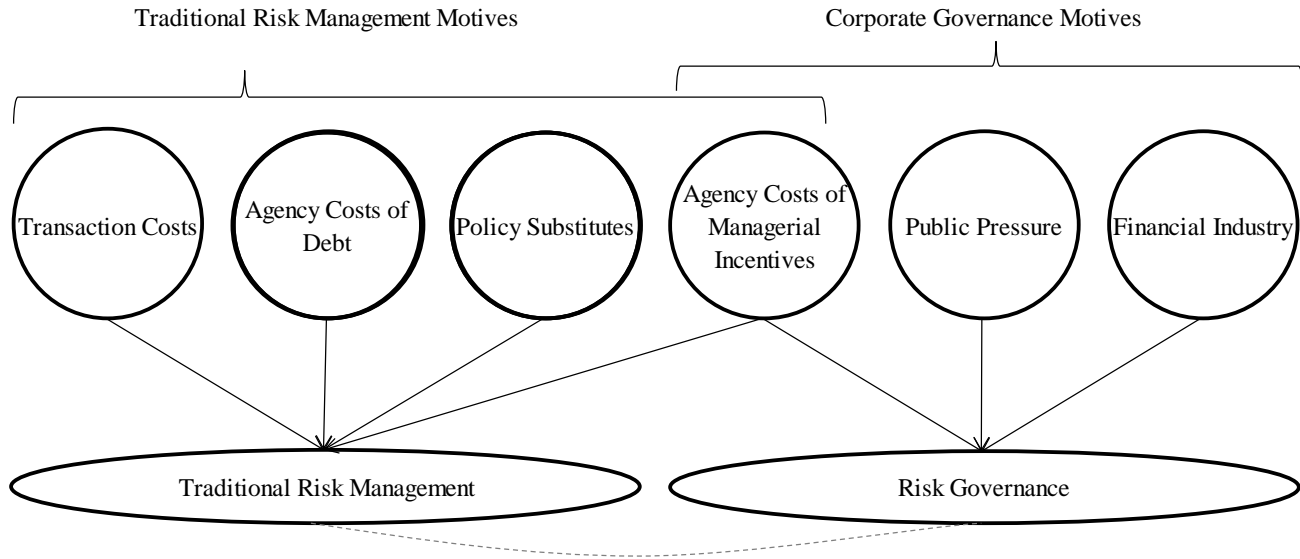 Traditional Risk Management Motives
Corporate Governance Motives
Transaction Costs
Agency Costs of
Debt
Policy Substitutes
Agency Costs of
Managerial
Incentives
Public Pressure
Financial Industry
Traditional Risk Management
Risk Governance